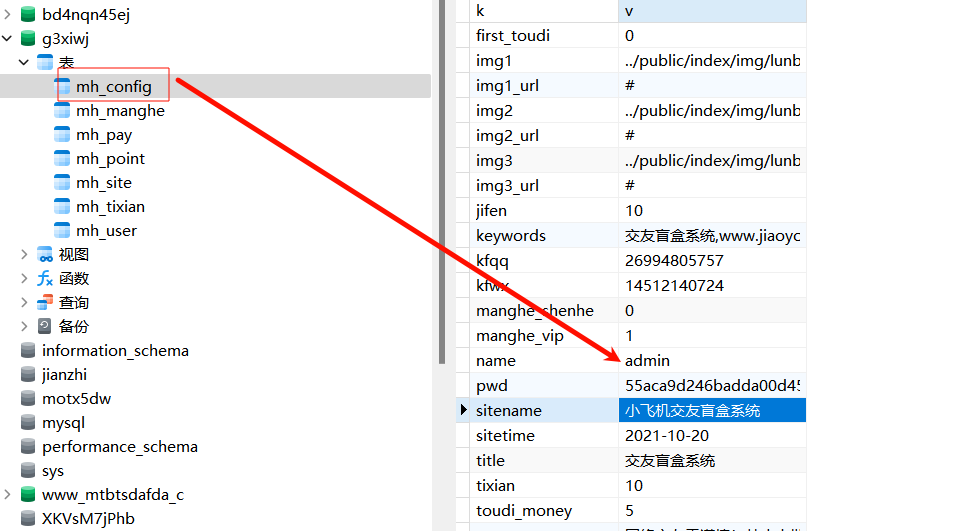 bd4nqn45ej
g3xiwj
表
mh_config
mh_manghe
mh_pay
mh_point
mh_site
mh_tixian
mh_user
视图
函数
查询
备份
information_schema
jianzhi
motx5dw
mysql
performance_schema
sys
www_mtbtsdafda_c
XKVsM7jPhb
k v
first_toudi 0
img1 ../public/index/img/lunb
img1_url #
img2 ../public/index/img/lunb
img2_url #
img3 ../public/index/img/lunb
img3_url #
jifen 10
keywords 交友盲盒系统,www.jiaoyc
kfqq 26994805757
kfwx 14512140724
manghe_shenhe 0
manghe_vip 1
name admin
pwd 55aca9d246badda00d45
sitename 小飞机交友盲盒系统
sitetime 2021-10-20
title 交友盲盒系统
tixian 10
toudi_money 5